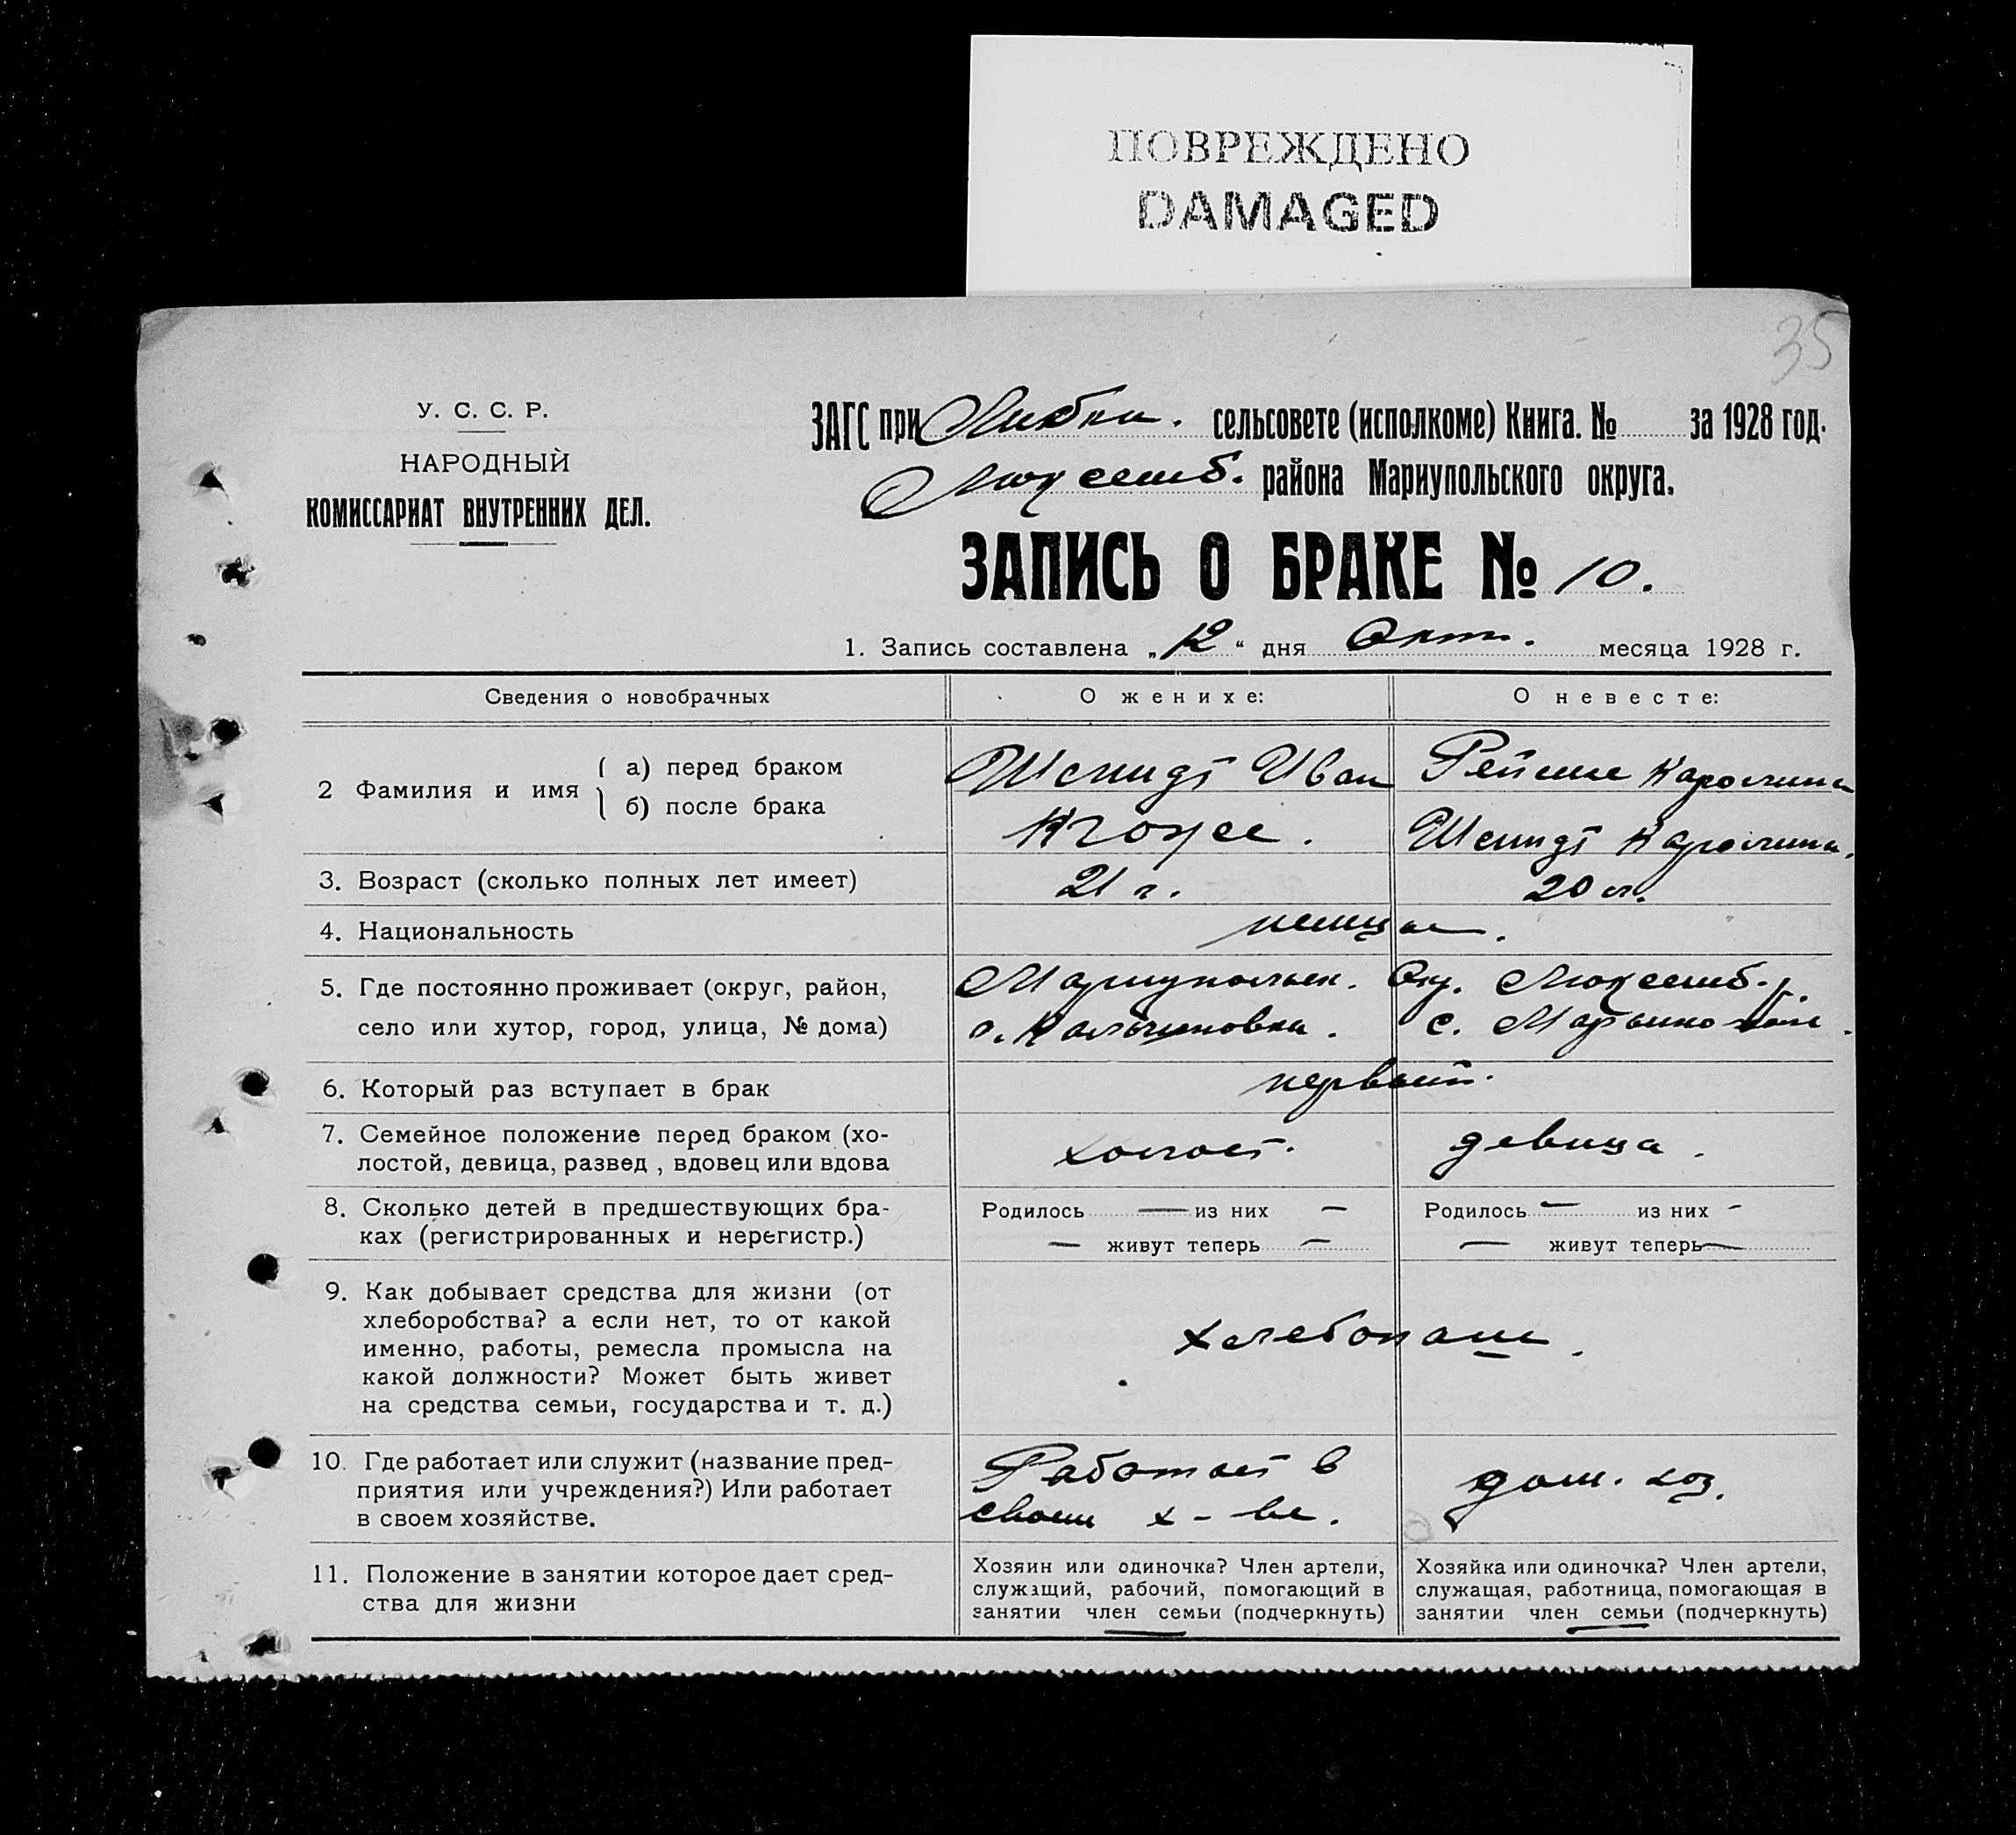 ПОВРЕЖДЕНО
DAMAGED
35
У. С. С. Р.
НАРОДНЫЙ
КОМИССАРИАТ ВНУТРЕННИХ ДЕЛ.
ЗАГС при сельсовете (исполкоме) Книга. № за 1928 год.
Люксемб. района Мариупольского округа.
ЗАПИСЬ О БРАКЕ № 10.
1. Запись составлена „12“ дня Окт. месяца 1928 г.
Сведения о новобрачных О женихе: О невесте:
2 Фамилия и имя
а) перед браком Шмидт Иван Каролина
б) после брака Шмидт Каролина.
3. Возраст (сколько полных лет имеет) 21 г. 20 л.
4. Национальность немцы.
5. Где постоянно проживает (округ, район, Мариупольск. Окр. Люксемб. р.
село или хутор, город, улица, № дома) с. Кальчиновка. с. Марьинополе.
6. Который раз вступает в брак первый.
7. Семейное положение перед браком (хо-
лостой, девица, развед , вдовец или вдова холост. девица.
8. Сколько детей в предшествующих бра- Родилось — из них — Родилось — из них -
ках (регистрированных и нерегистр.) — живут теперь — — живут теперь —
9. Как добывает средства для жизни (от
хлеборобства? а если нет, то от какой
именно, работы, ремесла промысла на хлебопаш.
какой должности? Может быть живет
на средства семьи, государства и т. д.)
10. Где работает или служит (название пред- Работает в
приятия или учреждения?) Или работает дом. хоз.
в своем хозяйстве. своем х-ве.
11. Положение в занятии которое дает сред-
ства для жизни
Хозяин или одиночка? Член артели,
служащий, рабочий, помогающий в
занятии член семьи (подчеркнуть)
Хозяйка или одиночка? Член артели,
служащая, работница, помогающая в
занятии член семьи (подчеркнуть)